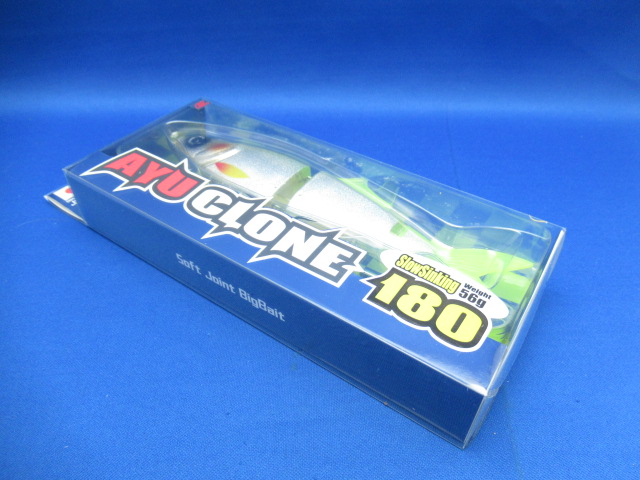 AYU CLONE
SlowSinking
Weight
56g
180
Soft Joint BigBait